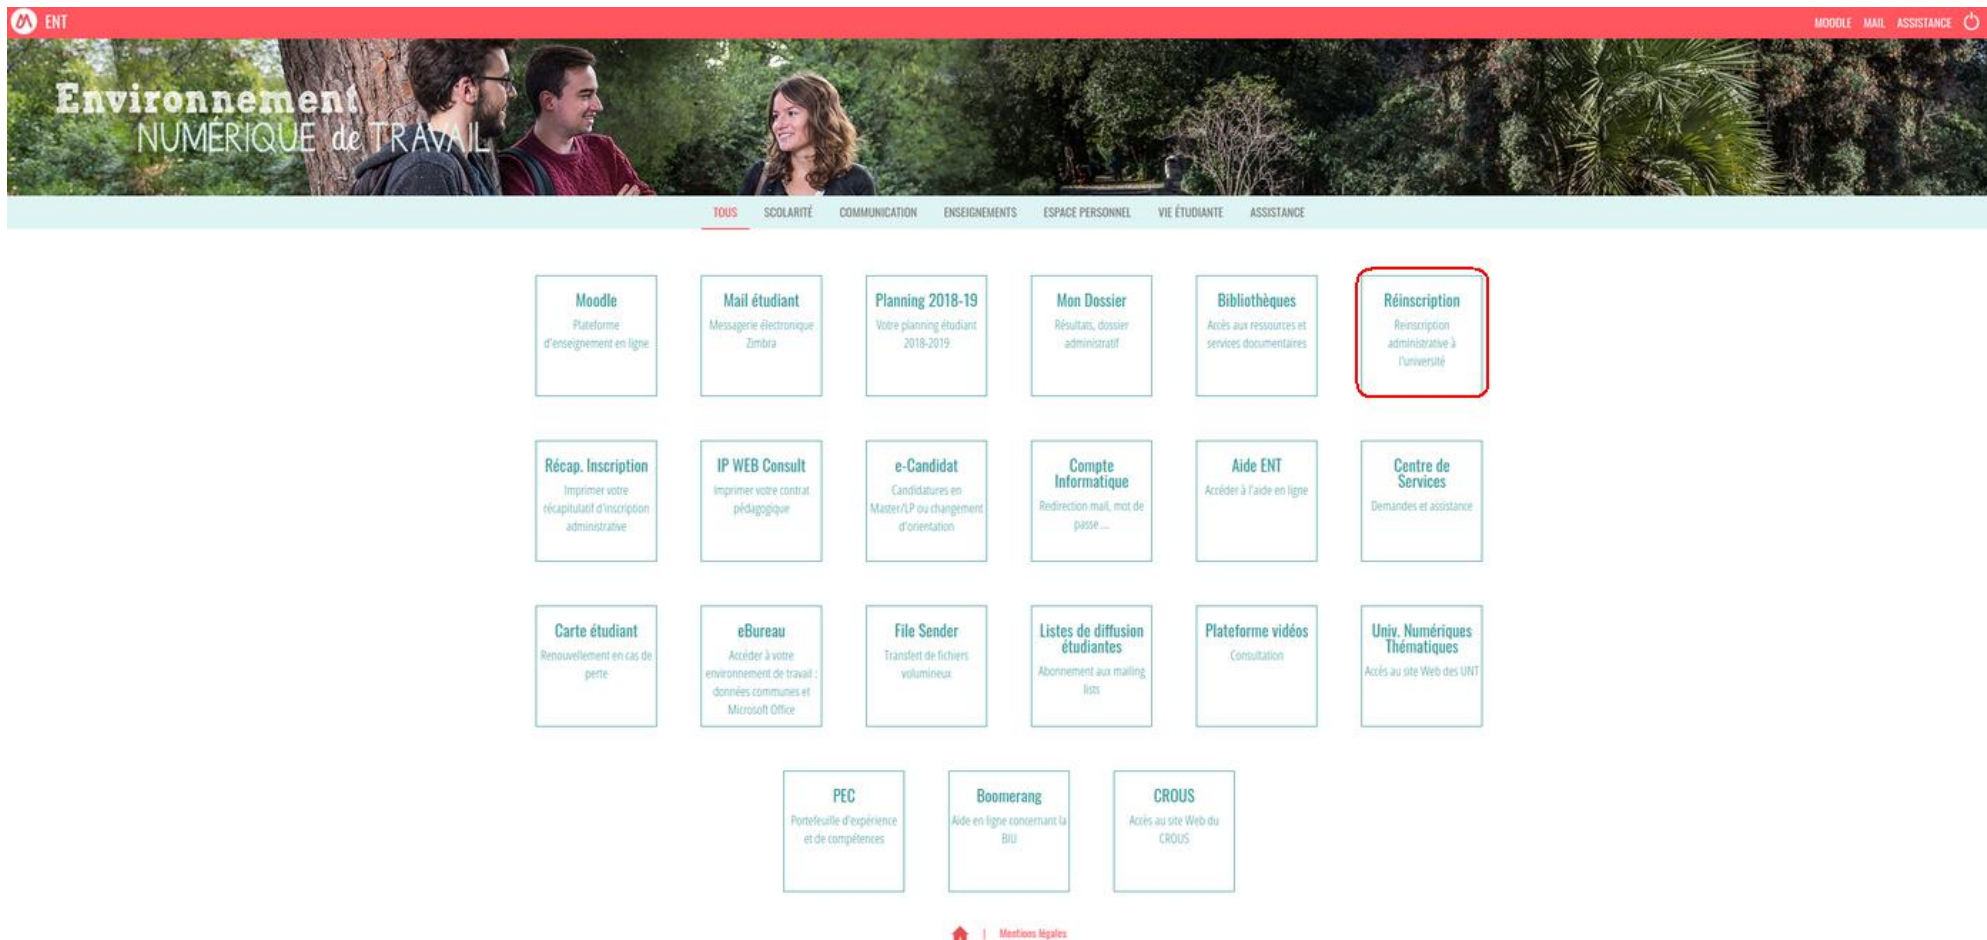 ENT
MOODLE MAIL ASSISTANCE
Environnement
NUMÉRIQUE de TRAVAIL
TOUS SCOLARITÉ COMMUNICATION ENSEIGNEMENTS ESPACE PERSONNEL VIE ÉTUDIANTE ASSISTANCE
Moodle
Plateforme
d'enseignement en ligne
Mail étudiant
Messagerie électronique
Zimbra
Planning 2018-19
Votre planning étudiant
2018-2019
Mon Dossier
Résultats, dossier
administratif
Bibliothèques
Accès aux ressources et
services documentaires
Réinscription
Reinscription
administrative à
l'université
Récap. Inscription
Imprimer votre
récapitulatif d'inscription
administrative
IP WEB Consult
Imprimer votre contrat
pédagogique
e-Candidat
Candidatures en
Master/LP ou changement
d'orientation
Compte
Informatique
Redirection mail, mot de
passe ...
Aide ENT
Accéder à l'aide en ligne
Centre de
Services
Demandes et assistance
Carte étudiant
Renouvellement en cas de
perte
eBureau
Accéder à votre
environnement de travail :
données communes et
Microsoft Office
File Sender
Transfert de fichiers
volumineux
Listes de diffusion
étudiantes
Abonnement aux mailing
lists
Plateforme vidéos
Consultation
Univ. Numériques
Thématiques
Accès au site Web des UNT
PEC
Portefeuille d'expérience
et de compétences
Boomerang
Aide en ligne concernant la
BIU
CROUS
Accès au site Web du
CROUS
| Mentions légales